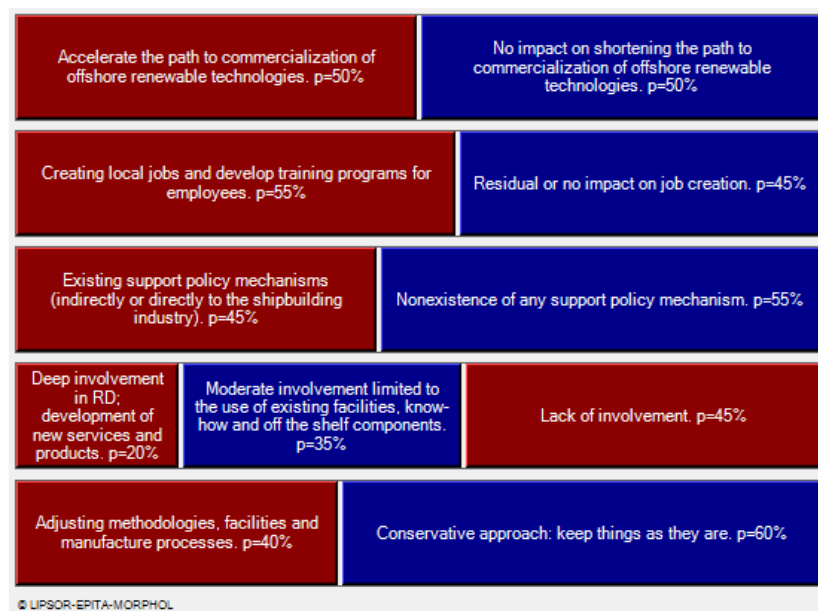 Accelerate the path to commercialization of
offshore renewable technologies. p=50%
No impact on shortening the path to
commercialization of offshore renewable
technologies. p=50%
Creating local jobs and develop training programs for
employees. p=55%
Residual or no impact on job creation. p=45%
Existing support policy mechanisms
(indirectly or directly to the shipbuilding
industry). p=45%
Nonexistence of any support policy mechanism. p=55%
Deep involvement
in RD;
development of
new services and
products. p=20%
Moderate involvement limited to
the use of existing facilities, know-
how and off the shelf components.
p=35%
Lack of involvement. p=45%
Adjusting methodologies, facilities and
manufacture processes. p=40%
Conservative approach: keep things as they are. p=60%
© LIPSOR-EPITA-MORPHOL